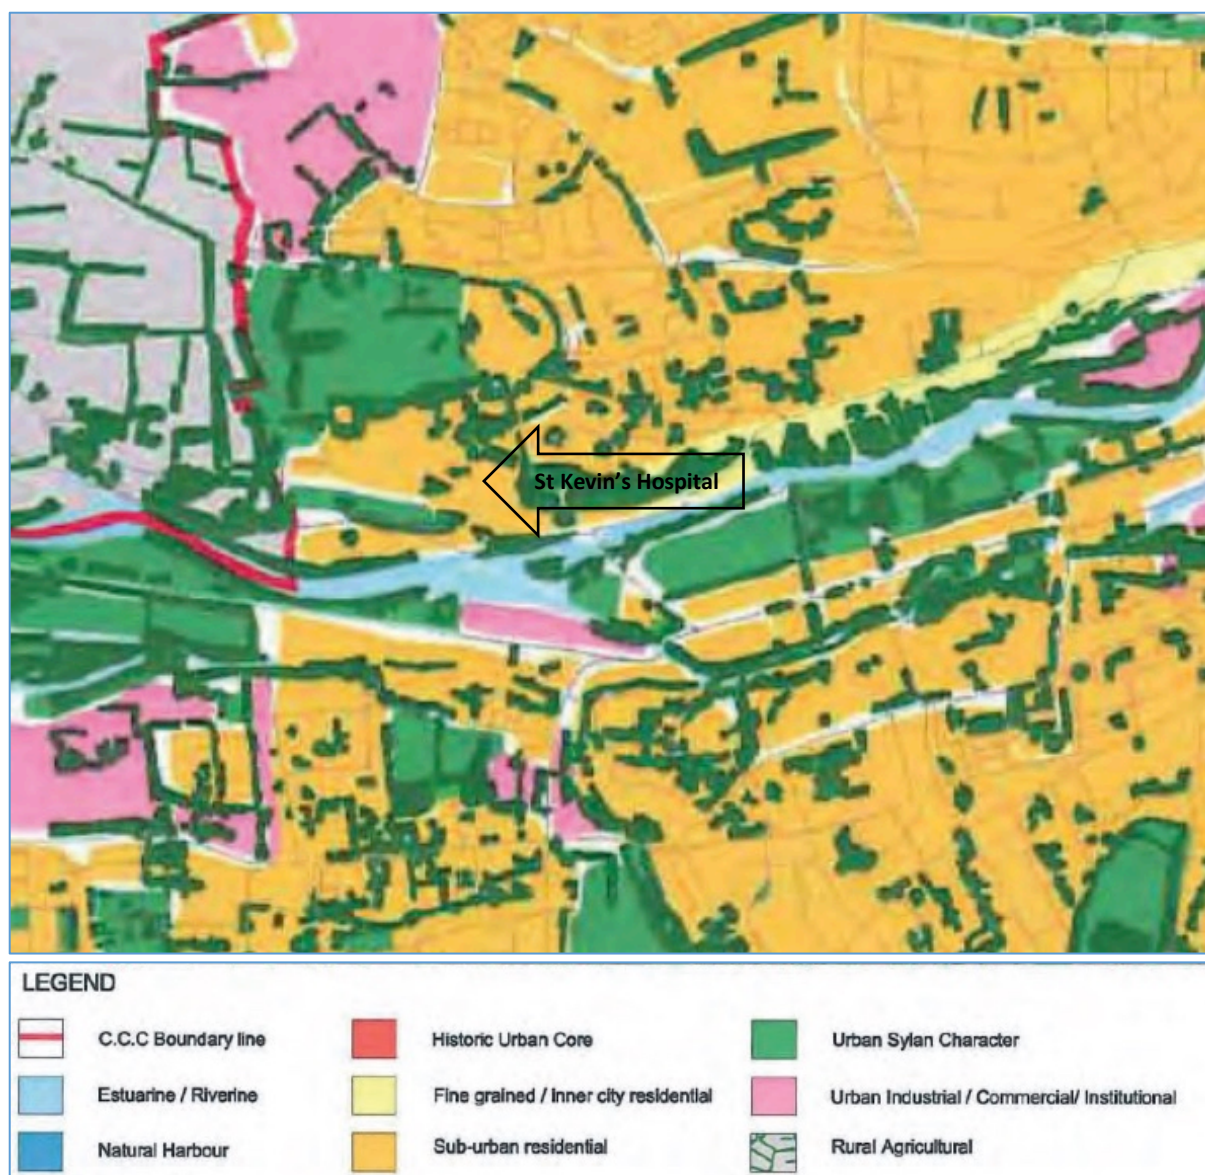 St Kevin's Hospital
LEGEND
C.C.C Boundary line
Historic Urban Core
Urban Sylan Character
Estuarine / Riverine
Fine grained / Inner city residential
Urban Industrial / Commercial/ Institutional
Natural Harbour
Sub-urban residential
Rural Agricultural